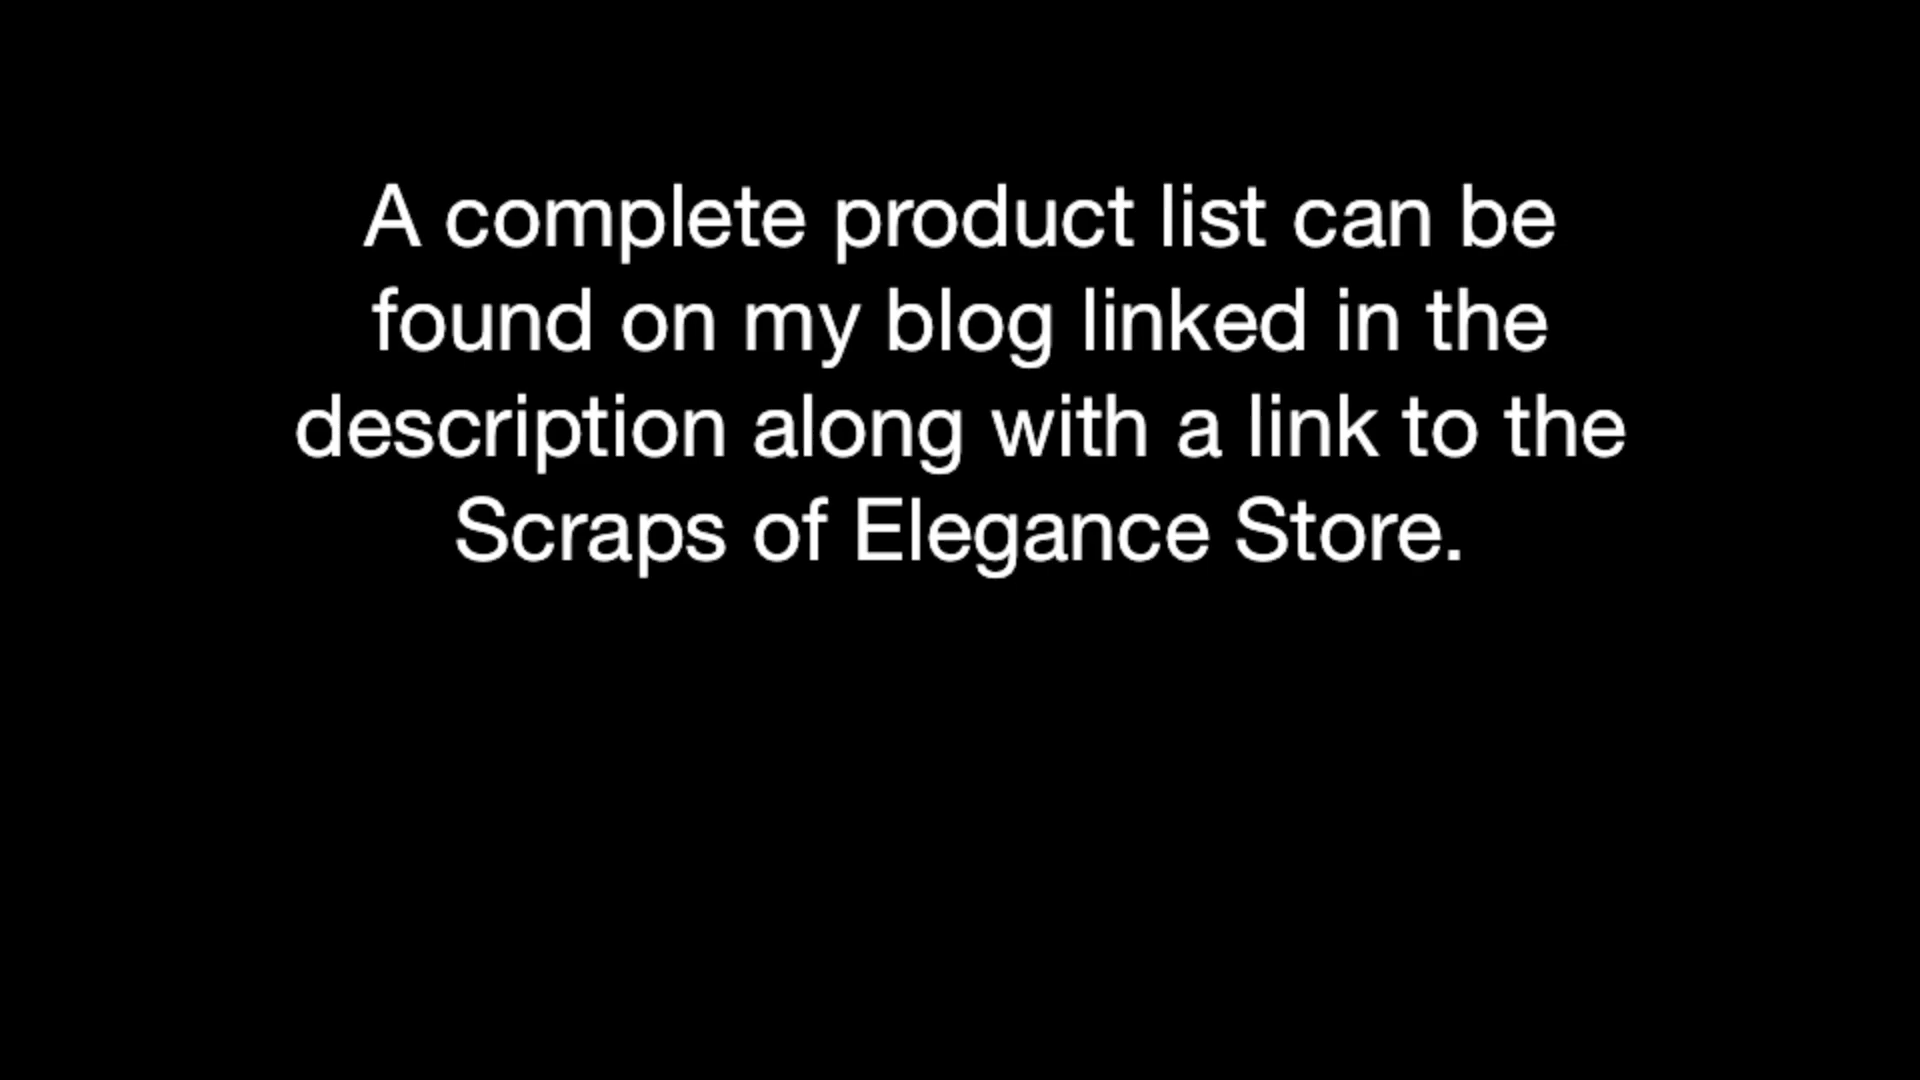 A complete product list can be
found on my blog linked in the
description along with a link to the
Scraps of Elegance Store.